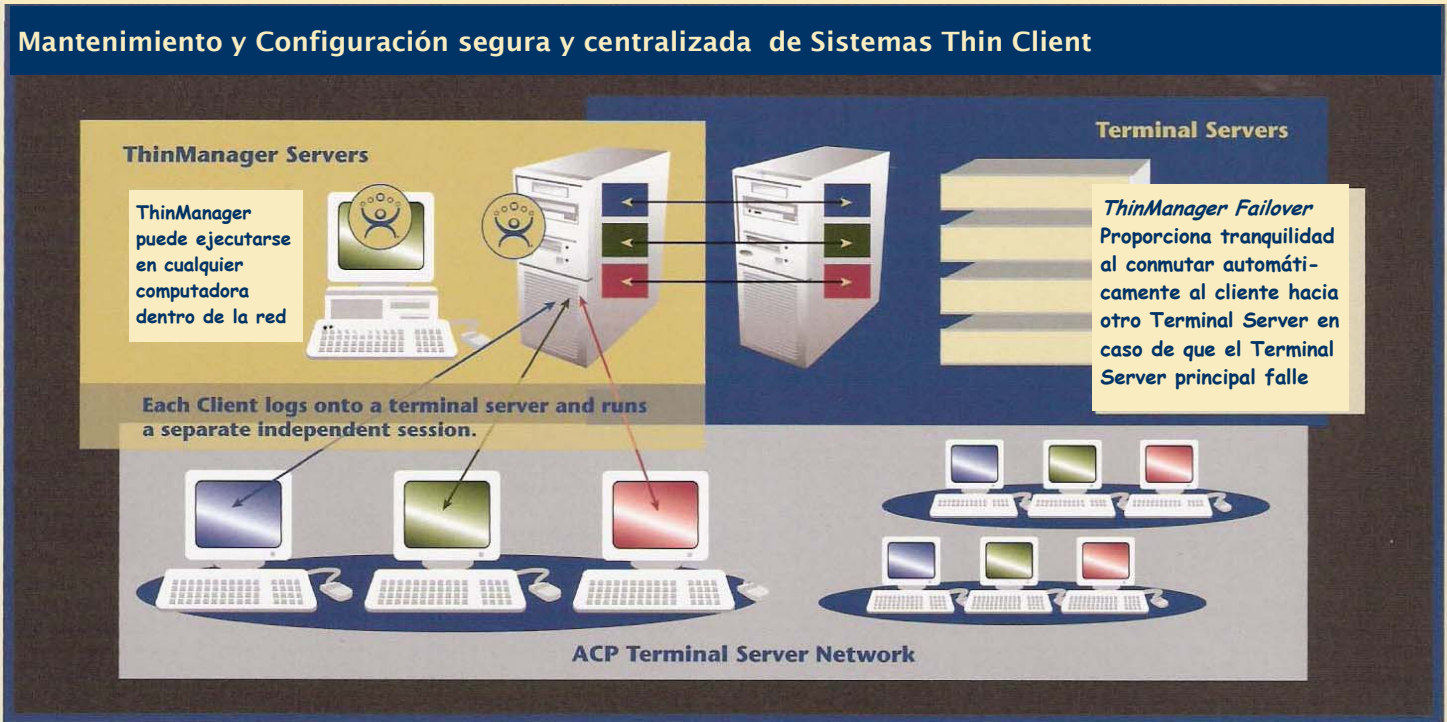 Mantenimiento y Configuración segura y centralizada de Sistemas Thin Client
ThinManager Servers
Terminal Servers
ThinManager
puede ejecutarse
en cualquier
computadora
dentro de la red
ThinManager Failover
Proporciona tranquilidad
al conmutar automáti-
camente al cliente hacia
otro Terminal Server en
caso de que el Terminal
Server principal falle
Each Client logs onto a terminal server and runs
a separate independent session.
ACP Terminal Server Network